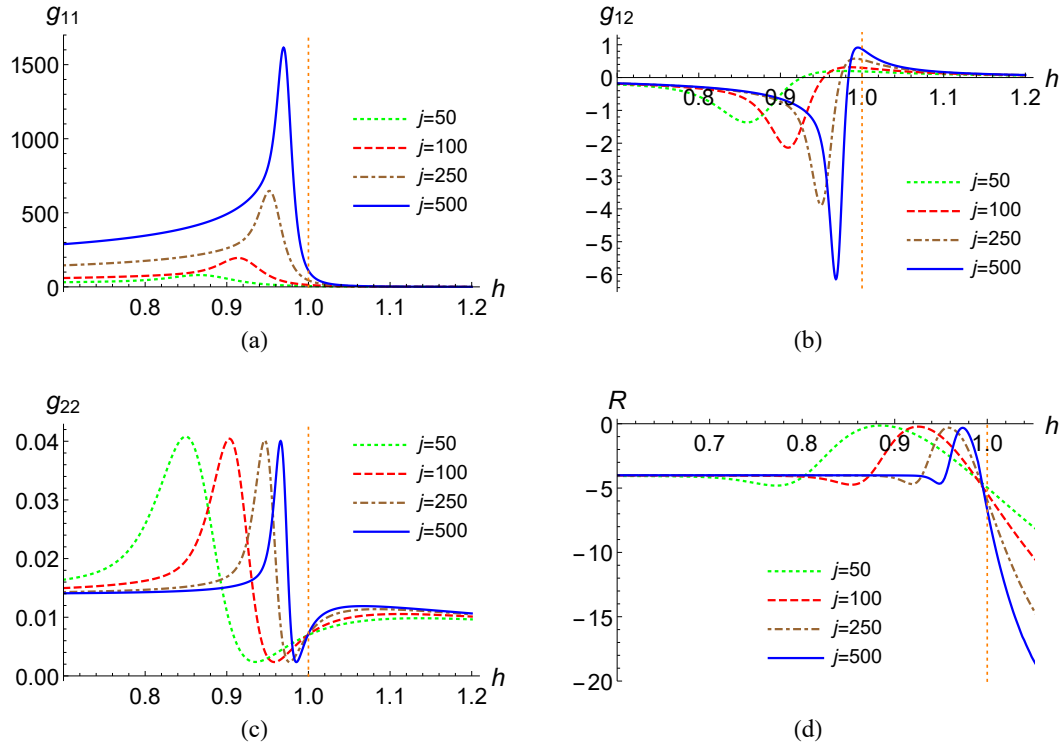 g11
1500
1000
500
0
0.8
0.9
1.0
1.1
1.2
h
j=50
j=100
j=250
j=500
(a)
g12
1
0
-1
-2
-3
-4
-5
-6
0.8
0.9
1.0
1.1
1.2
h
j=50
j=100
j=250
j=500
(b)
g22
0.04
0.03
0.02
0.01
0.00
0.8
0.9
1.0
1.1
1.2
h
j=50
j=100
j=250
j=500
(c)
R
0
-5
-10
-15
-20
0.7
0.8
0.9
1.0
h
j=50
j=100
j=250
j=500
(d)